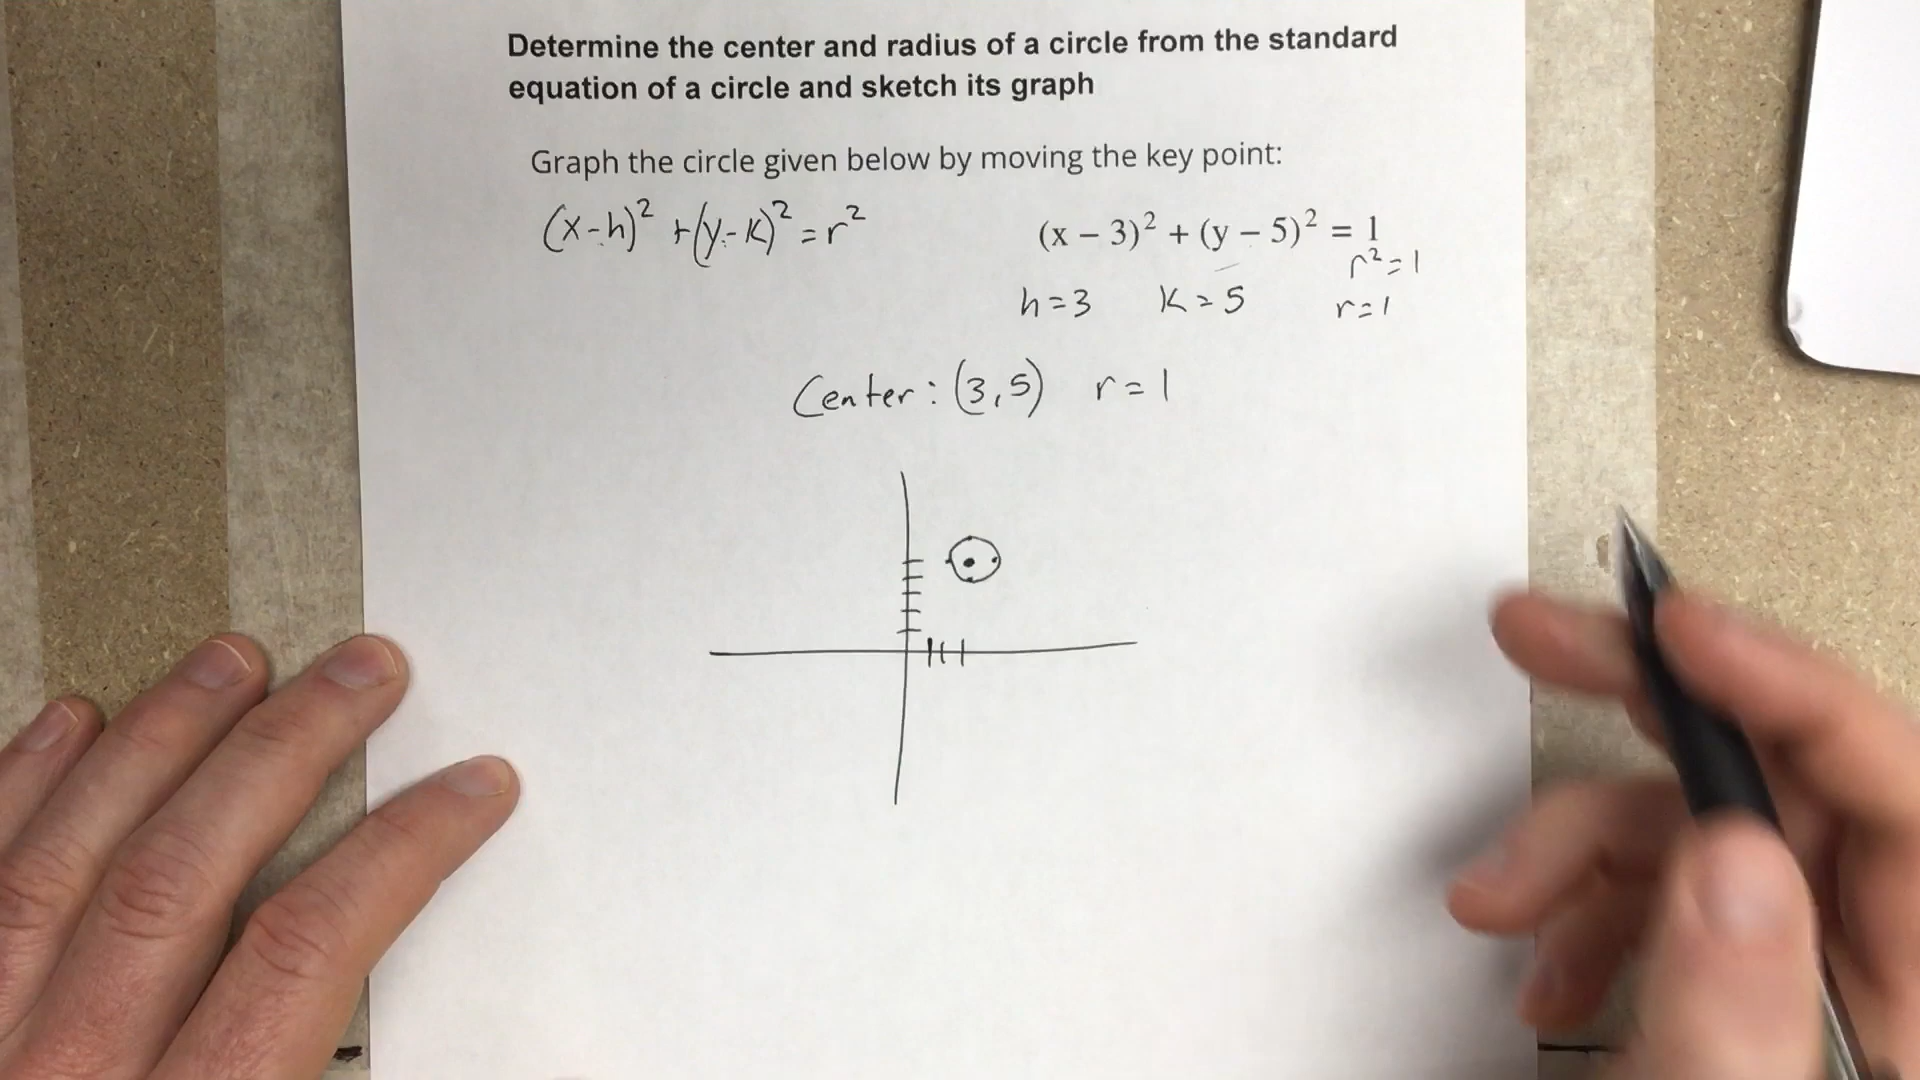 Determine the center and radius of a circle from the standard
equation of a circle and sketch its graph
Graph the circle given below by moving the key point:
(x-h)² + (y-k)² = r²
(x – 3)² + (y – 5)² = 1
r² = 1
h = 3 k = 5 r = 1
Center: (3,5) r = 1